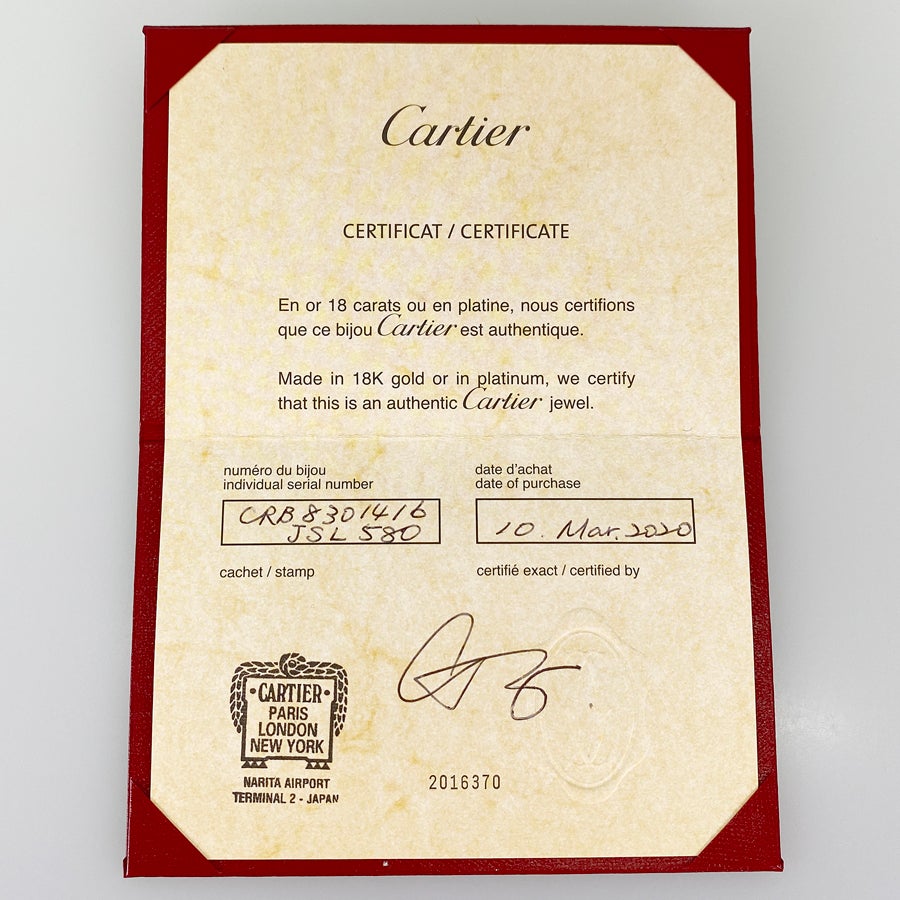 Cartier
CERTIFICAT / CERTIFICATE
En or 18 carats ou en platine, nous certifions
que ce bijou Cartier est authentique.
Made in 18K gold or in platinum, we certify
that this is an authentic Cartier jewel.
numéro du bijou
individual serial number
CRB8301416
JSL 580
date d'achat
date of purchase
10. Mar. 2020
cachet / stamp
certifié exact / certified by
·CARTIER·
PARIS
LONDON
NEW YORK
NARITA AIRPORT
TERMINAL 2 - JAPAN
2016370